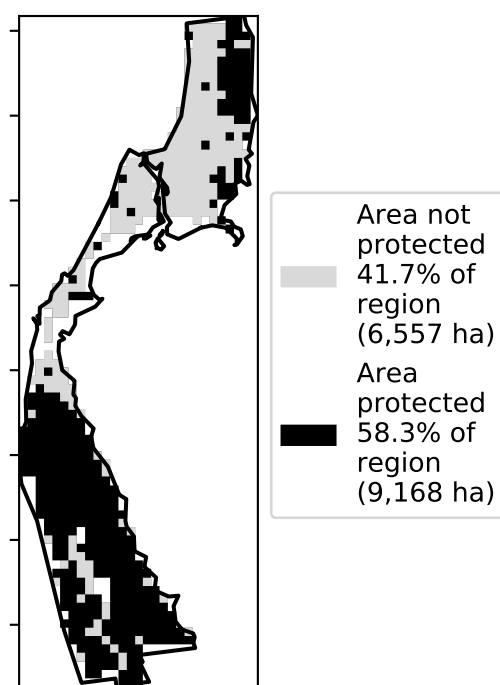 Area not
protected
41.7% of
region
(6,557 ha)
Area
protected
58.3% of
region
(9,168 ha)